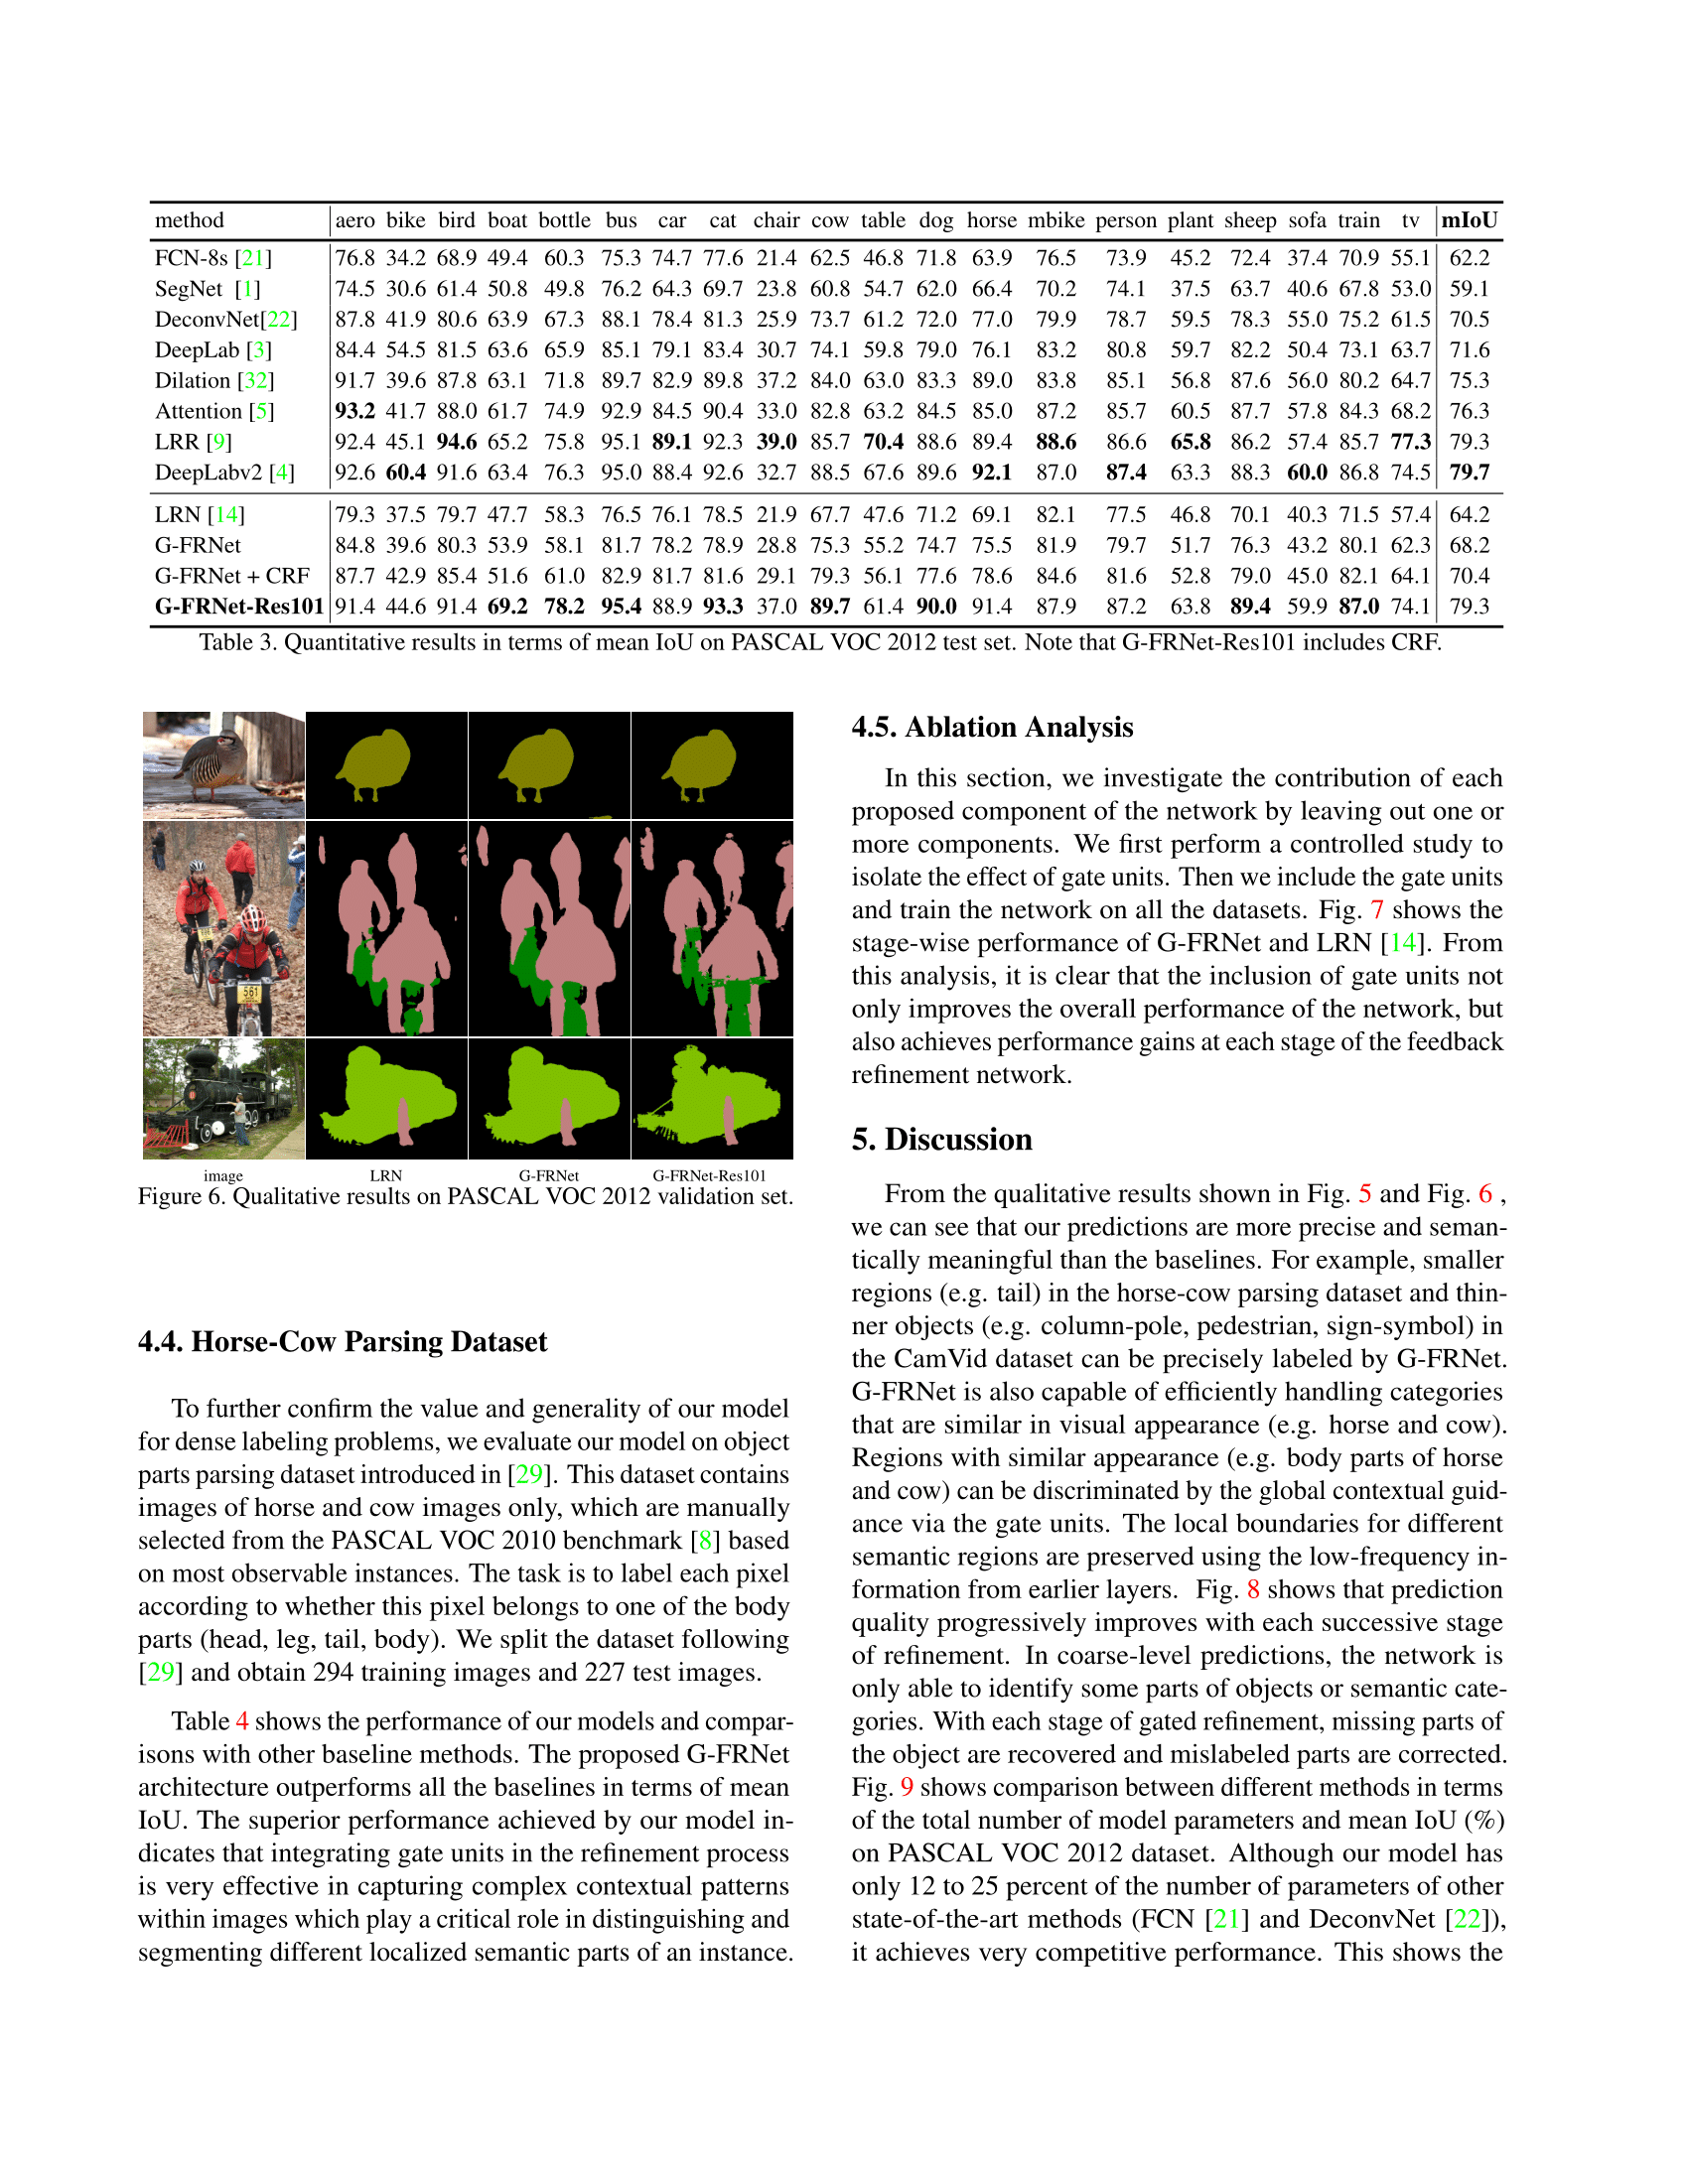 method aero bike bird boat bottle bus car cat chair cow table dog horse mbike person plant sheep sofa train tv mIoU
FCN-8s [21] 76.8 34.2 68.9 49.4 60.3 75.3 74.7 77.6 21.4 62.5 46.8 71.8 63.9 76.5 73.9 45.2 72.4 37.4 70.9 55.1 62.2
SegNet [1] 74.5 30.6 61.4 50.8 49.8 76.2 64.3 69.7 23.8 60.8 54.7 62.0 66.4 70.2 74.1 37.5 63.7 40.6 67.8 53.0 59.1
DeconvNet[22] 87.8 41.9 80.6 63.9 67.3 88.1 78.4 81.3 25.9 73.7 61.2 72.0 77.0 79.9 78.7 59.5 78.3 55.0 75.2 61.5 70.5
DeepLab [3] 84.4 54.5 81.5 63.6 65.9 85.1 79.1 83.4 30.7 74.1 59.8 79.0 76.1 83.2 80.8 59.7 82.2 50.4 73.1 63.7 71.6
Dilation [32] 91.7 39.6 87.8 63.1 71.8 89.7 82.9 89.8 37.2 84.0 63.0 83.3 89.0 83.8 85.1 56.8 87.6 56.0 80.2 64.7 75.3
Attention [5] 93.2 41.7 88.0 61.7 74.9 92.9 84.5 90.4 33.0 82.8 63.2 84.5 85.0 87.2 85.7 60.5 87.7 57.8 84.3 68.2 76.3
LRR [9] 92.4 45.1 94.6 65.2 75.8 95.1 89.1 92.3 39.0 85.7 70.4 88.6 89.4 88.6 86.6 65.8 86.2 57.4 85.7 77.3 79.3
DeepLabv2 [4] 92.6 60.4 91.6 63.4 76.3 95.0 88.4 92.6 32.7 88.5 67.6 89.6 92.1 87.0 87.4 63.3 88.3 60.0 86.8 74.5 79.7
LRN [14] 79.3 37.5 79.7 47.7 58.3 76.5 76.1 78.5 21.9 67.7 47.6 71.2 69.1 82.1 77.5 46.8 70.1 40.3 71.5 57.4 64.2
G-FRNet 84.8 39.6 80.3 53.9 58.1 81.7 78.2 78.9 28.8 75.3 55.2 74.7 75.5 81.9 79.7 51.7 76.3 43.2 80.1 62.3 68.2
G-FRNet + CRF 87.7 42.9 85.4 51.6 61.0 82.9 81.7 81.6 29.1 79.3 56.1 77.6 78.6 84.6 81.6 52.8 79.0 45.0 82.1 64.1 70.4
G-FRNet-Res101 91.4 44.6 91.4 69.2 78.2 95.4 88.9 93.3 37.0 89.7 61.4 90.0 91.4 87.9 87.2 63.8 89.4 59.9 87.0 74.1 79.3
Table 3. Quantitative results in terms of mean IoU on PASCAL VOC 2012 test set. Note that G-FRNet-Res101 includes CRF.
561
image LRN G-FRNet G-FRNet-Res101
Figure 6. Qualitative results on PASCAL VOC 2012 validation set.
4.4. Horse-Cow Parsing Dataset
To further confirm the value and generality of our model
for dense labeling problems, we evaluate our model on object
parts parsing dataset introduced in [29]. This dataset contains
images of horse and cow images only, which are manually
selected from the PASCAL VOC 2010 benchmark [8] based
on most observable instances. The task is to label each pixel
according to whether this pixel belongs to one of the body
parts (head, leg, tail, body). We split the dataset following
[29] and obtain 294 training images and 227 test images.
Table 4 shows the performance of our models and compar-
isons with other baseline methods. The proposed G-FRNet
architecture outperforms all the baselines in terms of mean
IoU. The superior performance achieved by our model in-
dicates that integrating gate units in the refinement process
is very effective in capturing complex contextual patterns
within images which play a critical role in distinguishing and
segmenting different localized semantic parts of an instance.
4.5. Ablation Analysis
In this section, we investigate the contribution of each
proposed component of the network by leaving out one or
more components. We first perform a controlled study to
isolate the effect of gate units. Then we include the gate units
and train the network on all the datasets. Fig. 7 shows the
stage-wise performance of G-FRNet and LRN [14]. From
this analysis, it is clear that the inclusion of gate units not
only improves the overall performance of the network, but
also achieves performance gains at each stage of the feedback
refinement network.
5. Discussion
From the qualitative results shown in Fig. 5 and Fig. 6 ,
we can see that our predictions are more precise and seman-
tically meaningful than the baselines. For example, smaller
regions (e.g. tail) in the horse-cow parsing dataset and thin-
ner objects (e.g. column-pole, pedestrian, sign-symbol) in
the CamVid dataset can be precisely labeled by G-FRNet.
G-FRNet is also capable of efficiently handling categories
that are similar in visual appearance (e.g. horse and cow).
Regions with similar appearance (e.g. body parts of horse
and cow) can be discriminated by the global contextual guid-
ance via the gate units. The local boundaries for different
semantic regions are preserved using the low-frequency in-
formation from earlier layers. Fig. 8 shows that prediction
quality progressively improves with each successive stage
of refinement. In coarse-level predictions, the network is
only able to identify some parts of objects or semantic cate-
gories. With each stage of gated refinement, missing parts of
the object are recovered and mislabeled parts are corrected.
Fig. 9 shows comparison between different methods in terms
of the total number of model parameters and mean IoU (%)
on PASCAL VOC 2012 dataset. Although our model has
only 12 to 25 percent of the number of parameters of other
state-of-the-art methods (FCN [21] and DeconvNet [22]),
it achieves very competitive performance. This shows the